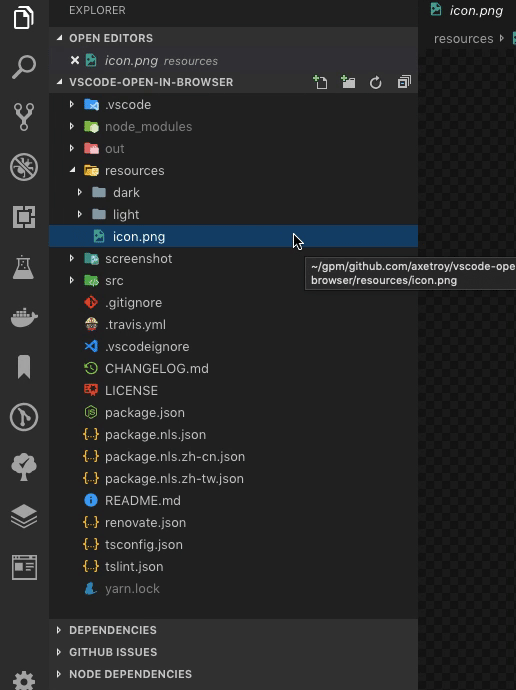 EXPLORER
OPEN EDITORS
icon.png resources
VSCODE-OPEN-IN-BROWSER
.vscode
node_modules
out
resources
dark
light
icon.png
screenshot
src
.gitignore
.travis.yml
.vscodeignore
CHANGELOG.md
LICENSE
package.json
package.nls.json
package.nls.zh-cn.json
package.nls.zh-tw.json
README.md
renovate.json
tsconfig.json
tslint.json
yarn.lock
DEPENDENCIES
GITHUB ISSUES
NODE DEPENDENCIES
icon.png
resources
~/gpm/github.com/axetroy/vscode-ope
browser/resources/icon.png